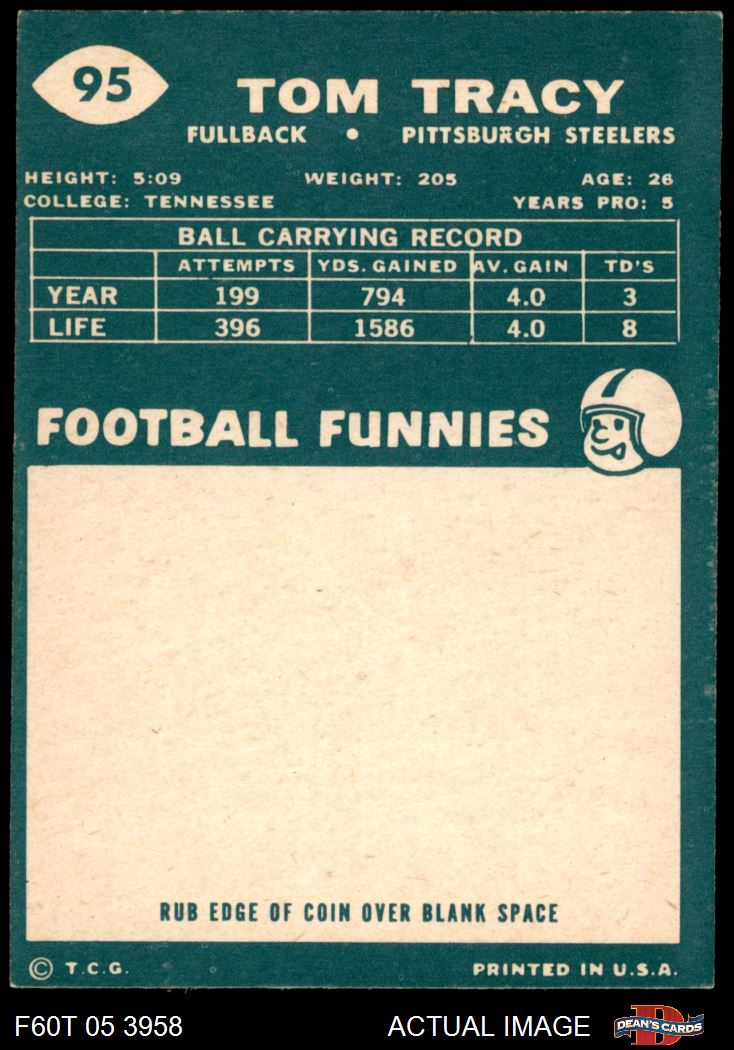 95
TOM TRACY
FULLBACK • PITTSBURGH STEELERS
HEIGHT: 5:09 WEIGHT: 205 AGE: 26
COLLEGE: TENNESSEE YEARS PRO: 5
BALL CARRYING RECORD
ATTEMPTS YDS. GAINED AV. GAIN TD'S
YEAR 199 794 4.0 3
LIFE 396 1586 4.0 8
FOOTBALL FUNNIES
RUB EDGE OF COIN OVER BLANK SPACE
© T.C.G. PRINTED IN U.S.A.
F60T 05 3958 ACTUAL IMAGE D DEAN'S CARDS